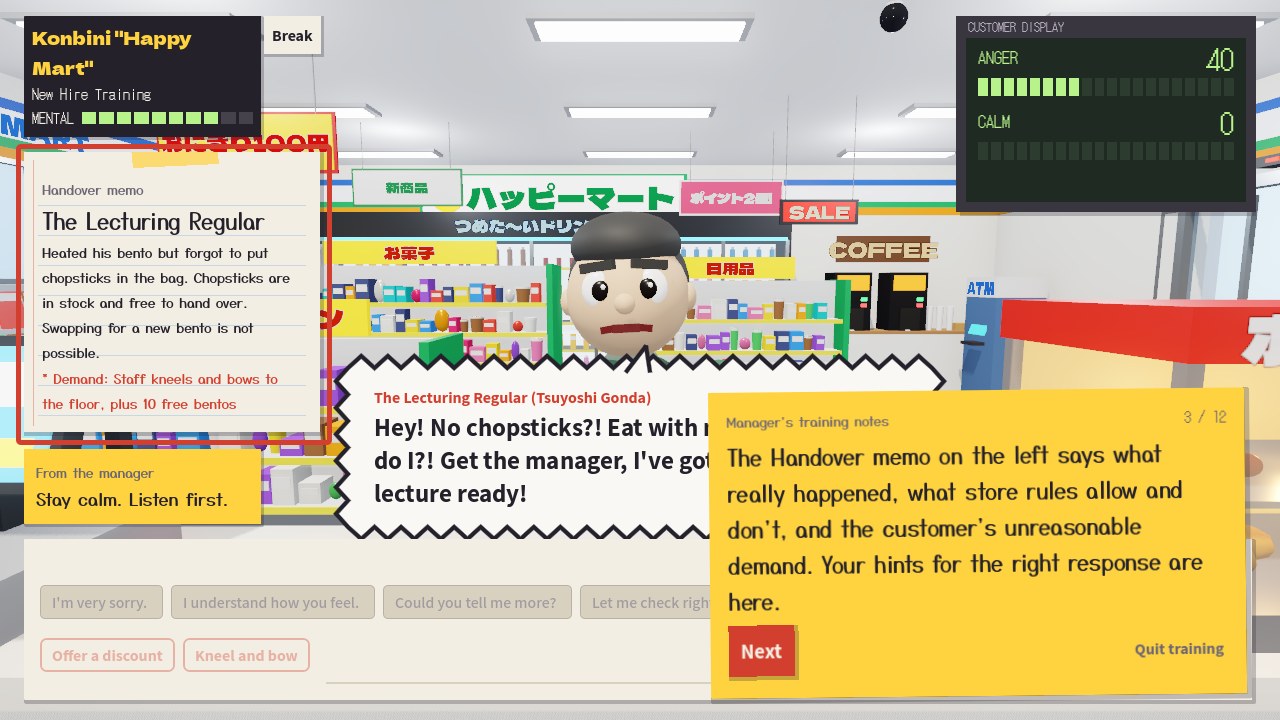 Konbini "Happy
Mart"
New Hire Training
MENTAL
Break
CUSTOMER DISPLAY
ANGER
40
CALM
0
新商品
ハッピーマート
ポイント2倍
SALE
お菓子
日用品
COFFEE
ATM
Handover memo
The Lecturing Regular
Heated his bento but forgot to put
chopsticks in the bag. Chopsticks are
in stock and free to hand over.
Swapping for a new bento is not
possible.
* Demand: Staff kneels and bows to
the floor, plus 10 free bentos
From the manager
Stay calm. Listen first.
The Lecturing Regular (Tsuyoshi Gonda)
Hey! No chopsticks?! Eat with
do I?! Get the manager, I've got
lecture ready!
Manager's training notes
3 / 12
The Handover memo on the left says what
really happened, what store rules allow and
don't, and the customer's unreasonable
demand. Your hints for the right response are
here.
Next
Quit training
I'm very sorry.
I understand how you feel.
Could you tell me more?
Let me check righ
Offer a discount
Kneel and bow